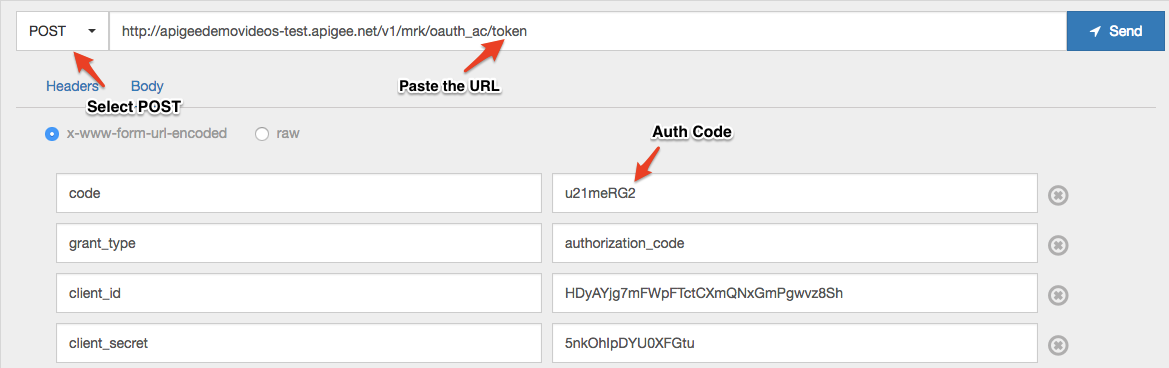 POST
http://apigeedemovideos-test.apigee.net/v1/mrk/oauth_ac/token
Send
Headers
Body
Select POST
Paste the URL
x-www-form-url-encoded
raw
Auth Code
code
u21meRG2
grant_type
authorization_code
client_id
HDyAYjg7mFWpFTctCXmQNxGmPgwvz8Sh
client_secret
5nkOhIpDYU0XFGtu